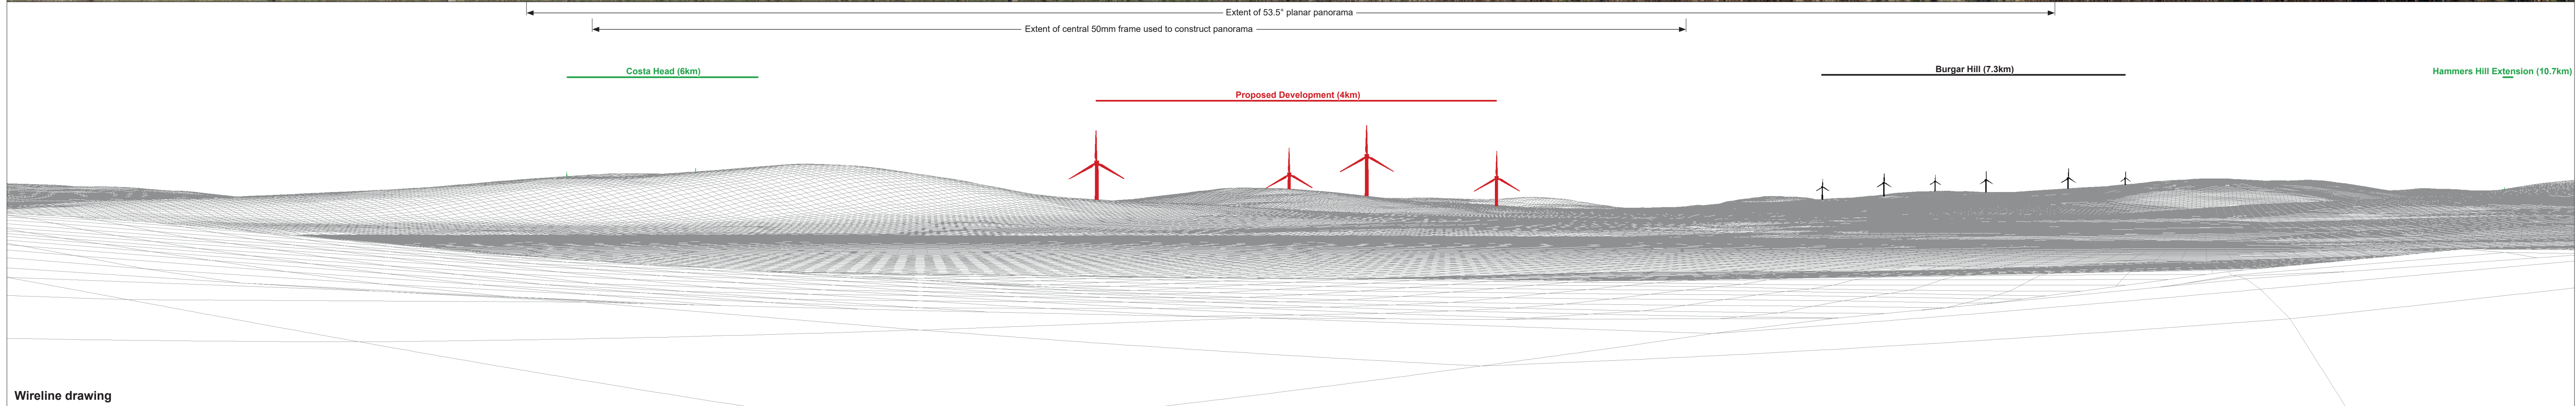 Extent of 53.5° planar panorama
Extent of central 50mm frame used to construct panorama
Costa Head (6km)
Proposed Development (4km)
Burgar Hill (7.3km)
Hammers Hill Extension (10.7km)
Wireline drawing